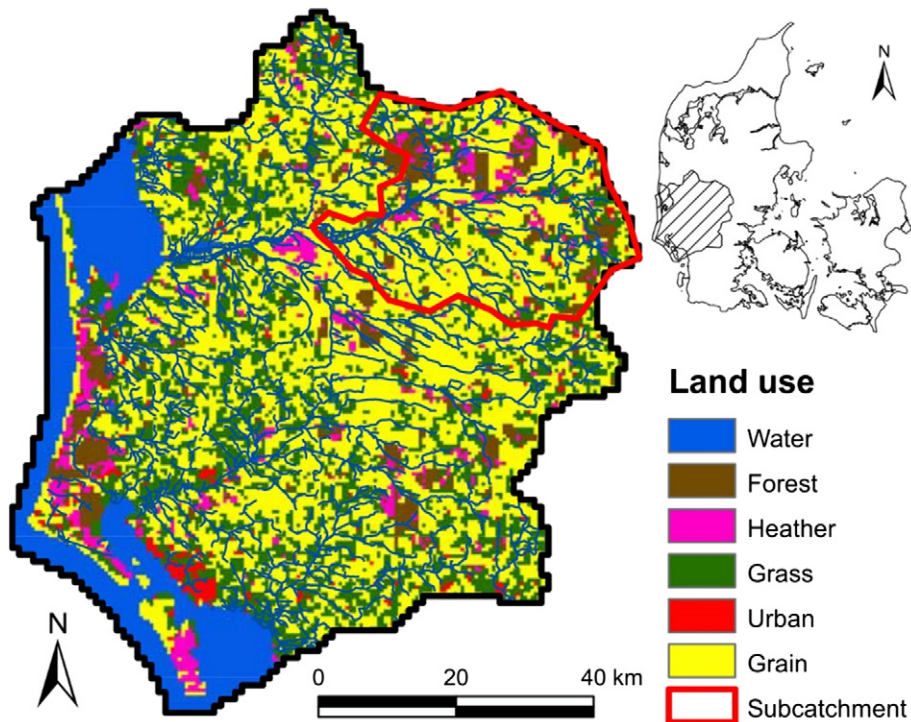 N
Land use
Water
Forest
Heather
Grass
Urban
Grain
Subcatchment
N
0 20 40 km